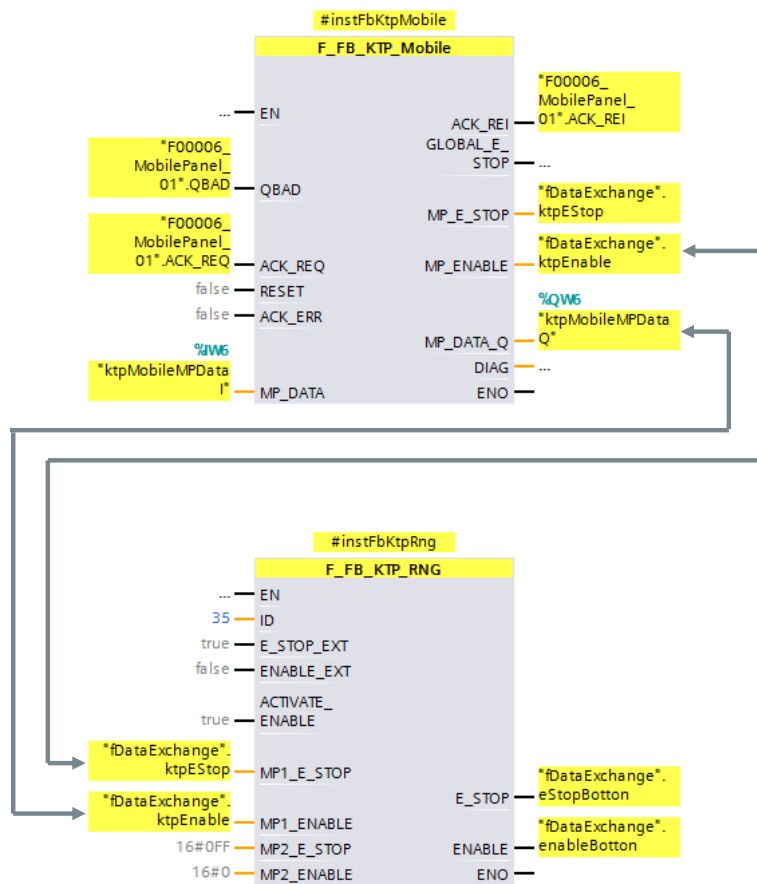 #instFbKtpMobile
F_FB_KTP_Mobile
... EN
"F00006_
MobilePanel_
01".QBAD
QBAD
"F00006_
MobilePanel_
01".ACK_REQ
ACK_REQ
false
RESET
false
ACK_ERR
%IW6
"ktpMobileMPData
I"
MP_DATA
ACK_REI
"F00006_
MobilePanel_
01".ACK_REI
GLOBAL_E_
STOP
...
MP_E_STOP
"fDataExchange".
ktpEStop
MP_ENABLE
"fDataExchange".
ktpEnable
%QW6
MP_DATA_Q
"ktpMobileMPData
Q"
DIAG
...
ENO
#instFbKtpRng
F_FB_KTP_RNG
... EN
35 ID
true E_STOP_EXT
false ENABLE_EXT
ACTIVATE_
true ENABLE
"fDataExchange".
ktpEStop
MP1_E_STOP
"fDataExchange".
ktpEnable
MP1_ENABLE
16#0FF MP2_E_STOP
16#0 MP2_ENABLE
E_STOP
"fDataExchange".
eStopBotton
ENABLE
"fDataExchange".
enableBotton
ENO